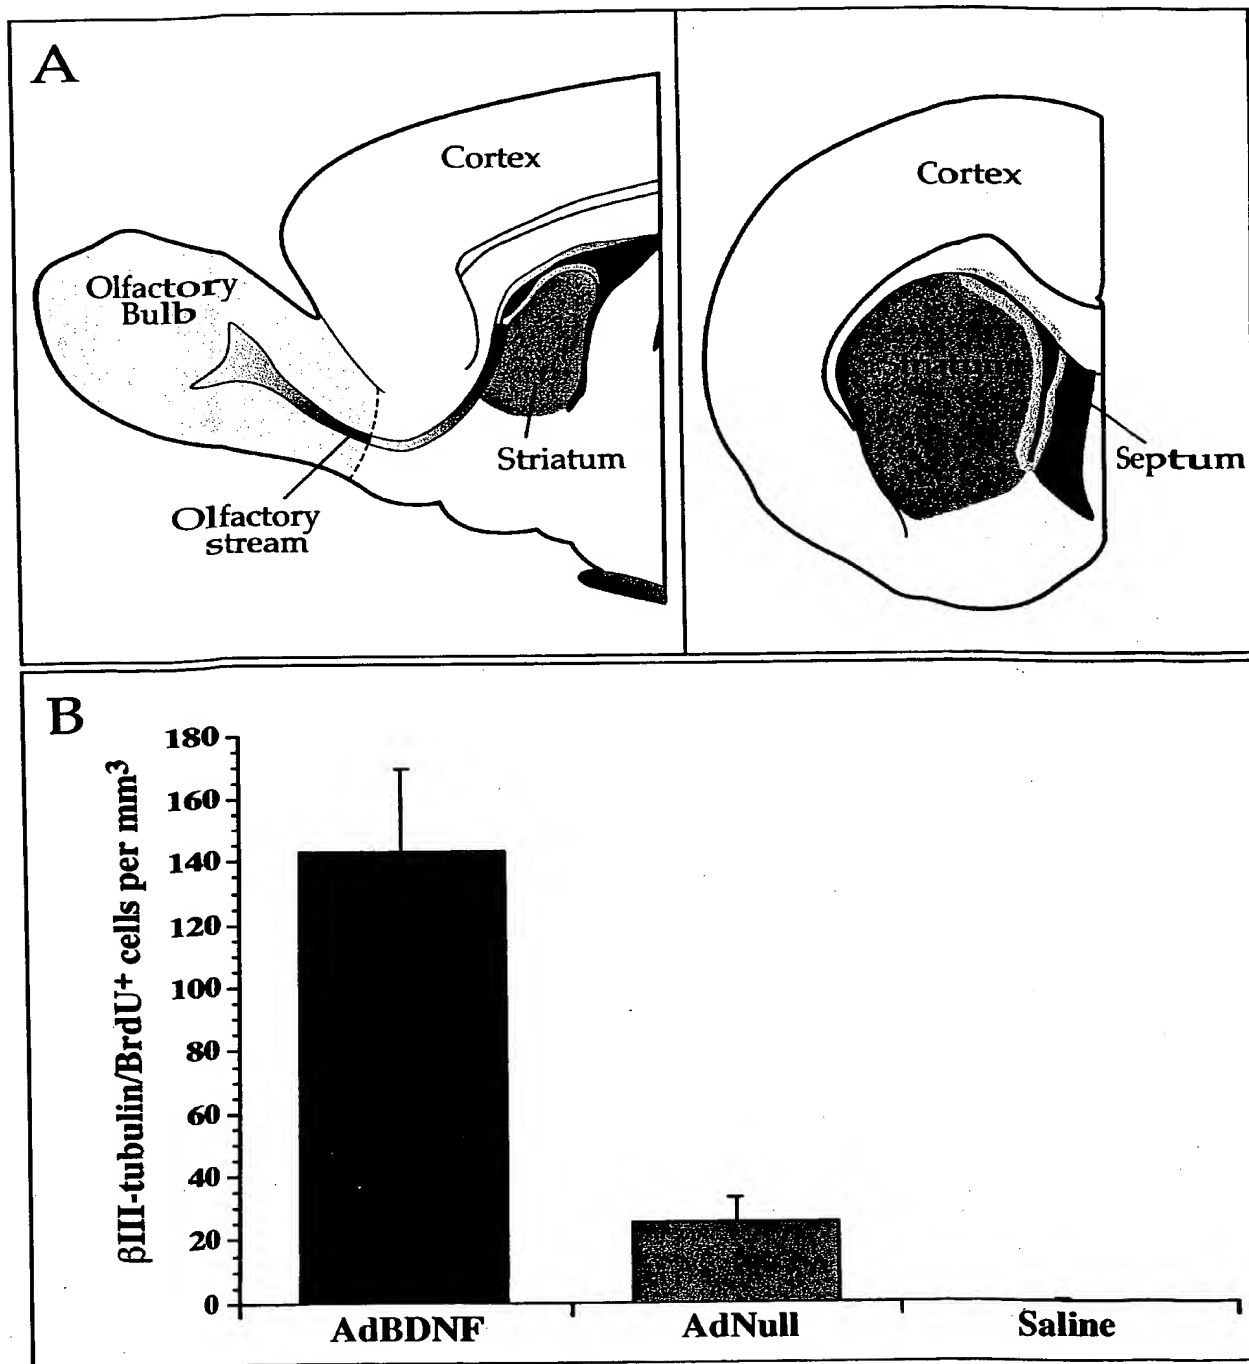 A
Cortex
Olfactory
Bulb
Striatum
Olfactory
stream
Cortex
Striatum
Septum
B
βIII-tubulin/BrdU+ cells per mm3
180
160
140
120
100
80
60
40
20
0
AdBDNF
AdNull
Saline